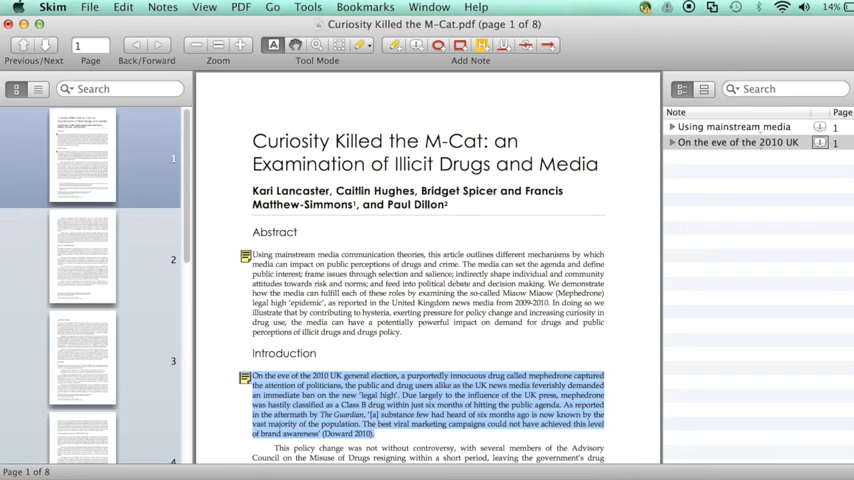 Skim File Edit Notes View PDF Go Tools Bookmarks Window Help 14%
Curiosity Killed the M-Cat.pdf (page 1 of 8)
1
Previous/Next Page Back/Forward Zoom Tool Mode Add Note
Search
Search
Note Page
Using mainstream media 1
On the eve of the 2010 UK 1
1
2
3
4
Curiosity Killed the M-Cat: an
Examination of Illicit Drugs and Media
Kari Lancaster, Caitlin Hughes, Bridget Spicer and Francis
Matthew-Simmons¹, and Paul Dillon²
Abstract
Using mainstream media communication theories, this article outlines different mechanisms by which
media can impact on public perceptions of drugs and crime. The media can set the agenda and define
public interest; frame issues through selection and salience; indirectly shape individual and community
attitudes towards risk and norms; and feed into political debate and decision making. We demonstrate
how the media can fulfill each of these roles by examining the so-called Miaow Miaow (Mephedrone)
legal high 'epidemic', as reported in the United Kingdom news media from 2009-2010. In doing so we
illustrate that by contributing to hysteria, exerting pressure for policy change and increasing curiosity in
drug use, the media can have a potentially powerful impact on demand for drugs and public
perceptions of illicit drugs and drugs policy.
Introduction
On the eve of the 2010 UK general election, a purportedly innocuous drug called mephedrone captured
the attention of politicians, the public and drug users alike as the UK news media feverishly demanded
an immediate ban on the new 'legal high'. Due largely to the influence of the UK press, mephedrone
was hastily classified as a Class B drug within just six months of hitting the public agenda. As reported
in the aftermath by The Guardian, '[a] substance few had heard of six months ago is now known by the
vast majority of the population. The best viral marketing campaigns could not have achieved this level
of brand awareness' (Doward 2010).
This policy change was not without controversy, with several members of the Advisory
Council on the Misuse of Drugs resigning within a short period, leaving the government's drug
Page 1 of 8